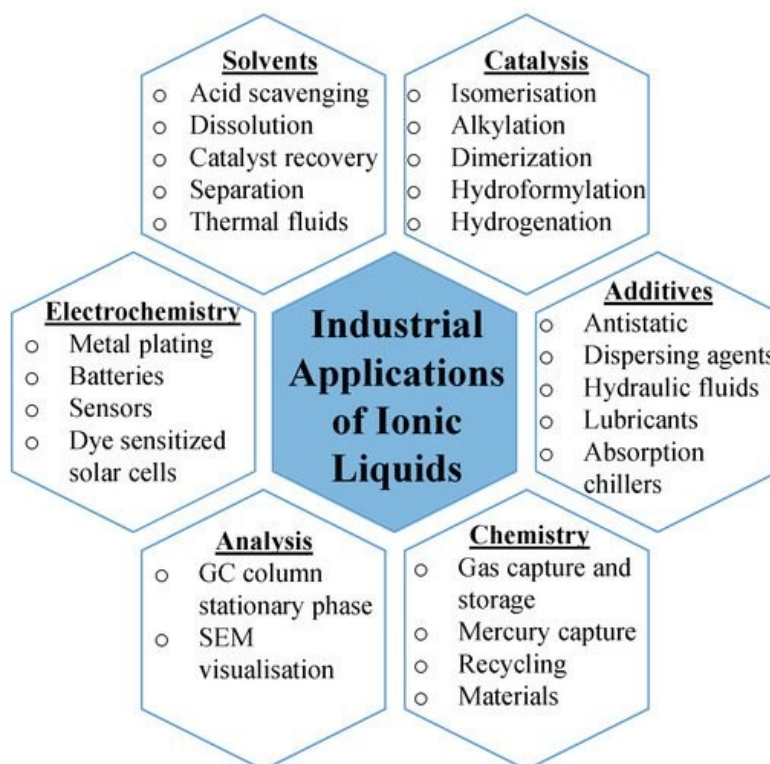 Solvents
o Acid scavenging
o Dissolution
o Catalyst recovery
o Separation
o Thermal fluids
Catalysis
o Isomerisation
o Alkylation
o Dimerization
o Hydroformylation
o Hydrogenation
Electrochemistry
o Metal plating
o Batteries
o Sensors
o Dye sensitized
solar cells
Industrial
Applications
of Ionic
Liquids
Additives
o Antistatic
o Dispersing agents
o Hydraulic fluids
o Lubricants
o Absorption
chillers
Analysis
o GC column
stationary phase
o SEM
visualisation
Chemistry
o Gas capture and
storage
o Mercury capture
o Recycling
o Materials